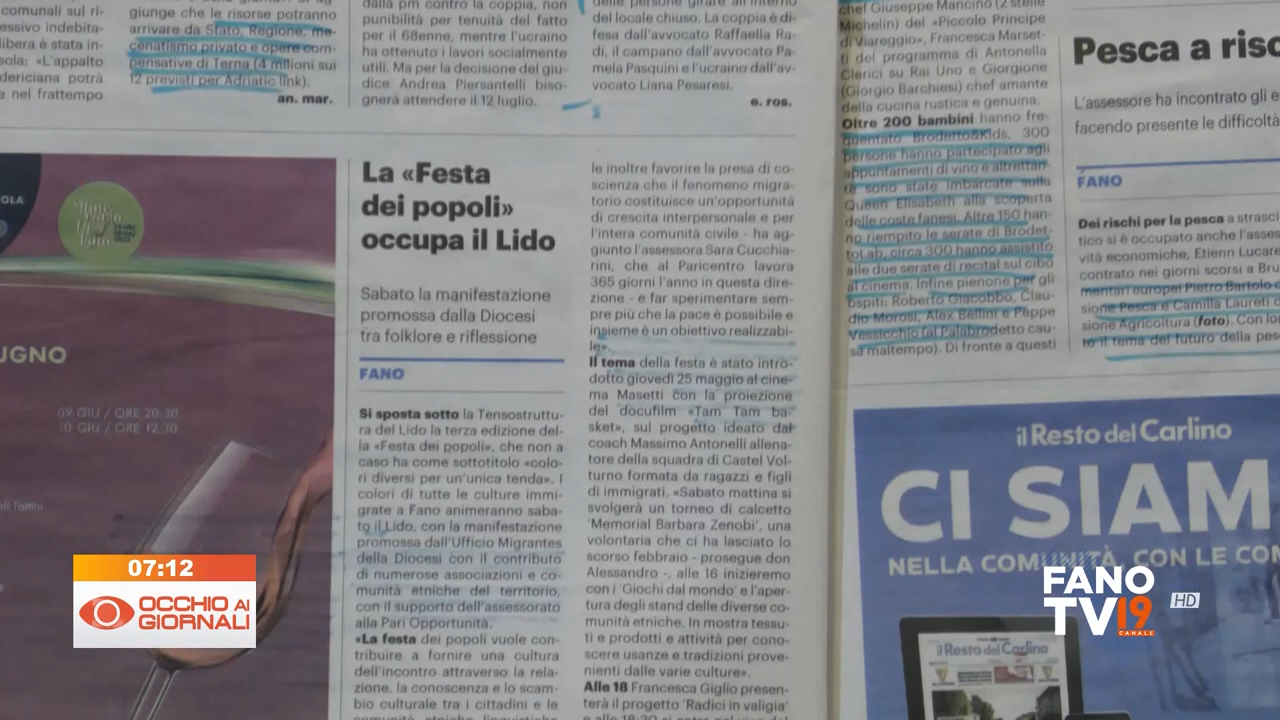 comunali sul ri-
essivo indebita-
libera è stata in-
sola: «L'appalto
dericiana potrà
a nel frattempo
giunge che le risorse potranno
arrivare da Stato, Regione, me-
cenatismo privato e opere com-
pensative di Terna (4 milioni sui
12 previsti per Adriatic link).
an. mar.
dalla pm contro la coppia, non
punibilità per tenuità del fatto
per il 68enne, mentre l'ucraino
ha ottenuto i lavori socialmente
utili. Ma per la decisione del giu-
dice Andrea Piersantelli biso-
gnerà attendere il 12 luglio.
delle persone girare all'interno
del locale chiuso. La coppia è di-
fesa dall'avvocato Raffaella Ra-
di, il campano dall'avvocato Pa-
mela Pasquini e l'ucraino dall'av-
vocato Liana Pesaresi.
e. ros.
OLA
UGNO
09 GIU / ORE 20.30
10 GIU / ORE 12.30
La «Festa
dei popoli»
occupa il Lido
Sabato la manifestazione
promossa dalla Diocesi
tra folklore e riflessione
FANO
Si sposta sotto la Tensostruttu-
ra del Lido la terza edizione del-
la «Festa dei popoli», che non a
caso ha come sottotitolo «colo-
ri diversi per un'unica tenda». I
colori di tutte le culture immi-
grate a Fano animeranno saba-
to il Lido, con la manifestazione
promossa dall'Ufficio Migrantes
della Diocesi con il contributo
di numerose associazioni e co-
munità etniche del territorio,
con il supporto dell'assessorato
alla Pari Opportunità.
«La festa dei popoli vuole con-
tribuire a fornire una cultura
dell'incontro attraverso la rela-
zione, la conoscenza e lo scam-
bio culturale tra i cittadini e le
comunità etniche linguistiche
le inoltre favorire la presa di co-
scienza che il fenomeno migra-
torio costituisce un'opportunità
di crescita interpersonale e per
l'intera comunità civile - ha ag-
giunto l'assessora Sara Cucchia-
rini, che al Paricentro lavora
365 giorni l'anno in questa dire-
zione - e far sperimentare sem-
pre più che la pace è possibile e
insieme è un obiettivo realizzabi-
le».
Il tema della festa è stato intro-
dotto giovedì 25 maggio al cine-
ma Masetti con la proiezione
del docufilm «Tam Tam ba-
sket», sul progetto ideato dal
coach Massimo Antonelli allena-
tore della squadra di Castel Vol-
turno formata da ragazzi e figli
di immigrati. «Sabato mattina si
svolgerà un torneo di calcetto
'Memorial Barbara Zenobi', una
volontaria che ci ha lasciato lo
scorso febbraio - prosegue don
Alessandro -, alle 16 inizieremo
con i 'Giochi dal mondo' e l'aper-
tura degli stand delle diverse co-
munità etniche. In mostra tessu-
ti e prodotti e attività per cono-
scere usanze e tradizioni prove-
nienti dalle varie culture».
Alle 18 Francesca Giglio presen-
terà il progetto 'Radici in valigia'
e alle 18.30 si entra nel vivo del
chef Giuseppe Mancino (2 stelle
Michelin) del «Piccolo Principe
di Viareggio», Francesca Marset-
ti del programma di Antonella
Clerici su Rai Uno e Giorgione
(Giorgio Barchiesi) chef amante
della cucina rustica e genuina.
Oltre 200 bambini hanno fre-
quentato Brodetto&Kids, 300
persone hanno partecipato agli
appuntamenti di vino e altrettan-
te sono state imbarcate sulla
Queen Elisabeth alla scoperta
delle coste fanesi. Altre 150 han-
no riempito le serate di Brodet-
toLab, circa 300 hanno assistito
alle due serate di recital sul cibo
al cinema. Infine pienone per gli
ospiti: Roberto Giacobbo, Clau-
dio Morosi, Alex Bellini e Peppe
Vessicchio (al Palabrodetto cau-
sa maltempo). Di fronte a questi
Pesca a risc
L'assessore ha incontrato gli e
facendo presente le difficoltà
FANO
Dei rischi per la pesca a strasci
tico si è occupato anche l'asses
vità economiche, Etienn Lucare
contrato nei giorni scorsi a Bru
mentari europei Pietro Bartolo
sione Pesca e Camilla Laureti
sione Agricoltura (foto). Con lor
to il tema del futuro della pes
il Resto del Carlino
CI SIAM
NELLA COMUNITÀ, CON LE COM
il Resto del Carlino
07:12
OCCHIO AI
GIORNALI
FANO
TV19
CANALE
HD